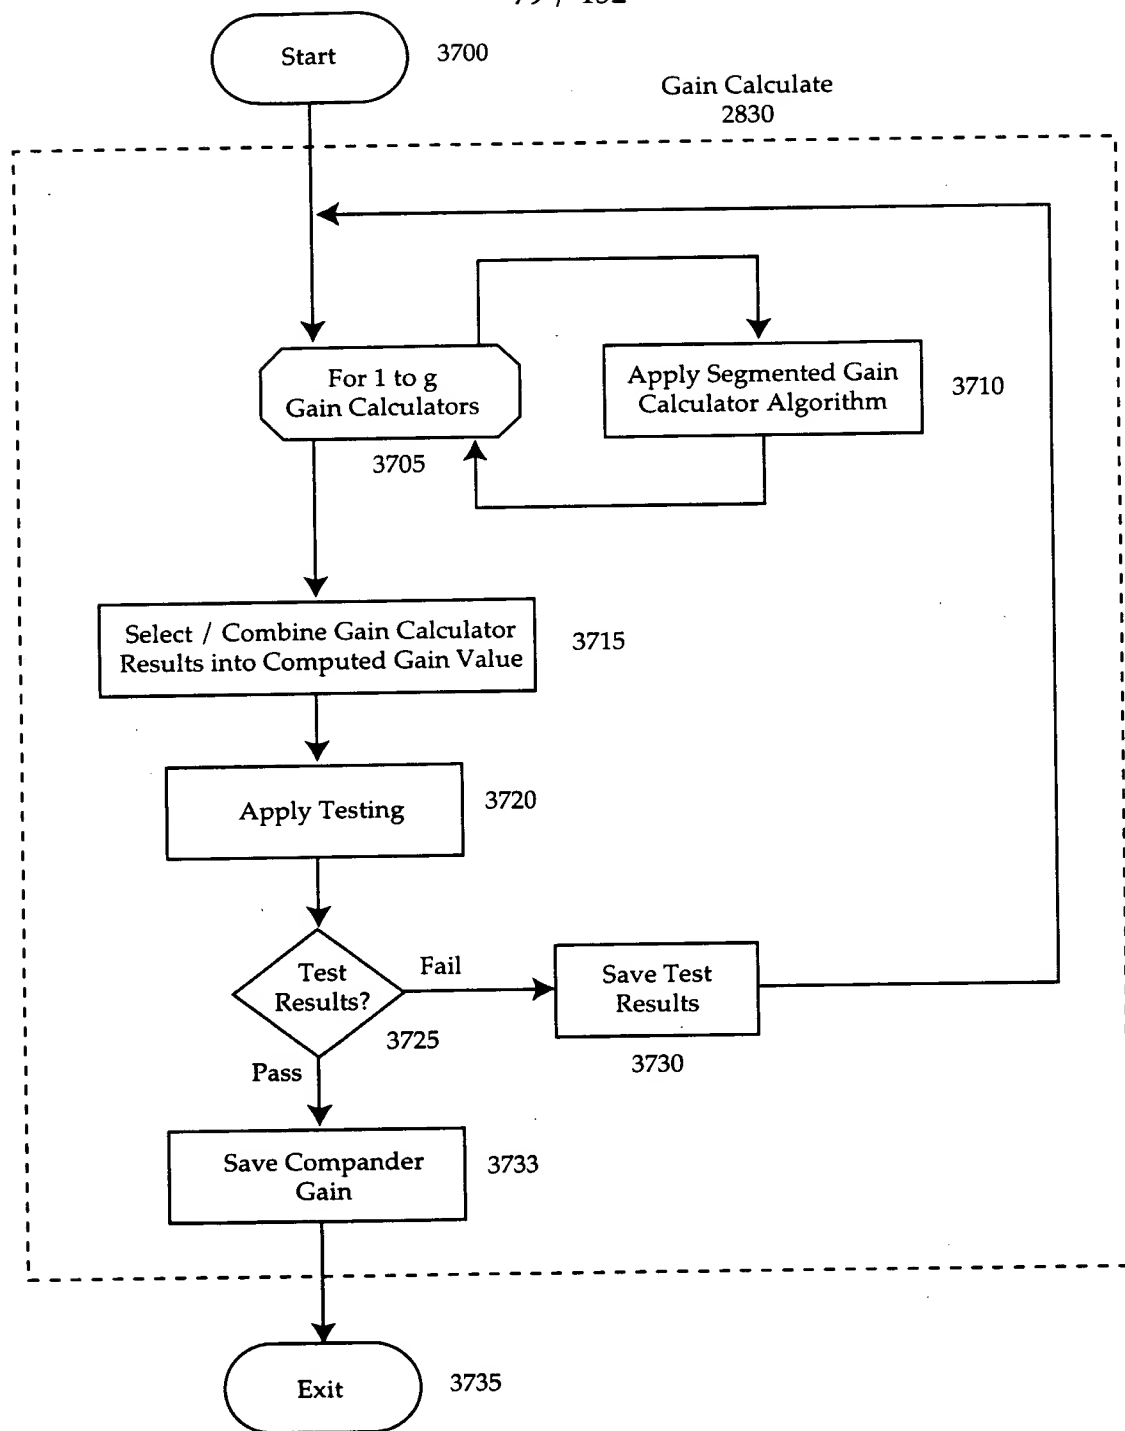 Start
3700
Gain Calculate
2830
For 1 to g
Gain Calculators
3705
Apply Segmented Gain
Calculator Algorithm
3710
Select / Combine Gain Calculator
Results into Computed Gain Value
3715
Apply Testing
3720
Test
Results?
3725
Fail
Save Test
Results
3730
Pass
Save Compander
Gain
3733
Exit
3735